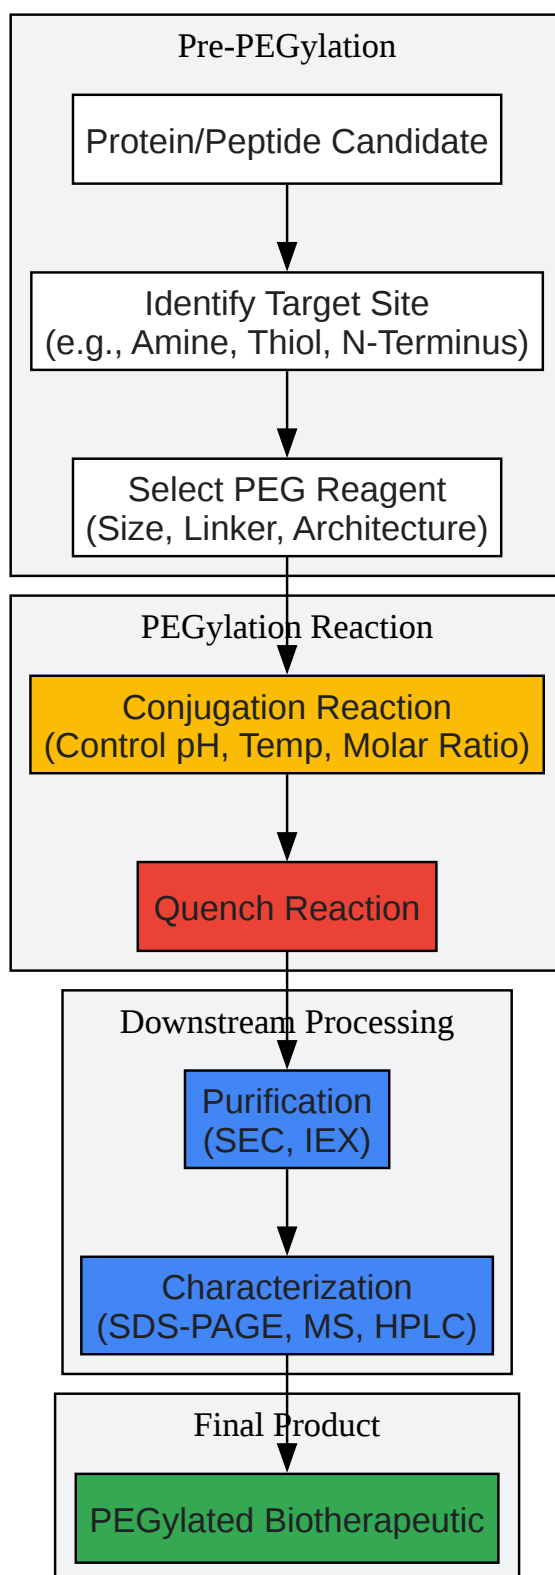 Pre-PEGylation
Protein/Peptide Candidate
Identify Target Site
(e.g., Amine, Thiol, N-Terminus)
Select PEG Reagent
(Size, Linker, Architecture)
PEGylation Reaction
Conjugation Reaction
(Control pH, Temp, Molar Ratio)
Quench Reaction
Downstream Processing
Purification
(SEC, IEX)
Characterization
(SDS-PAGE, MS, HPLC)
Final Product
PEGylated Biotherapeutic